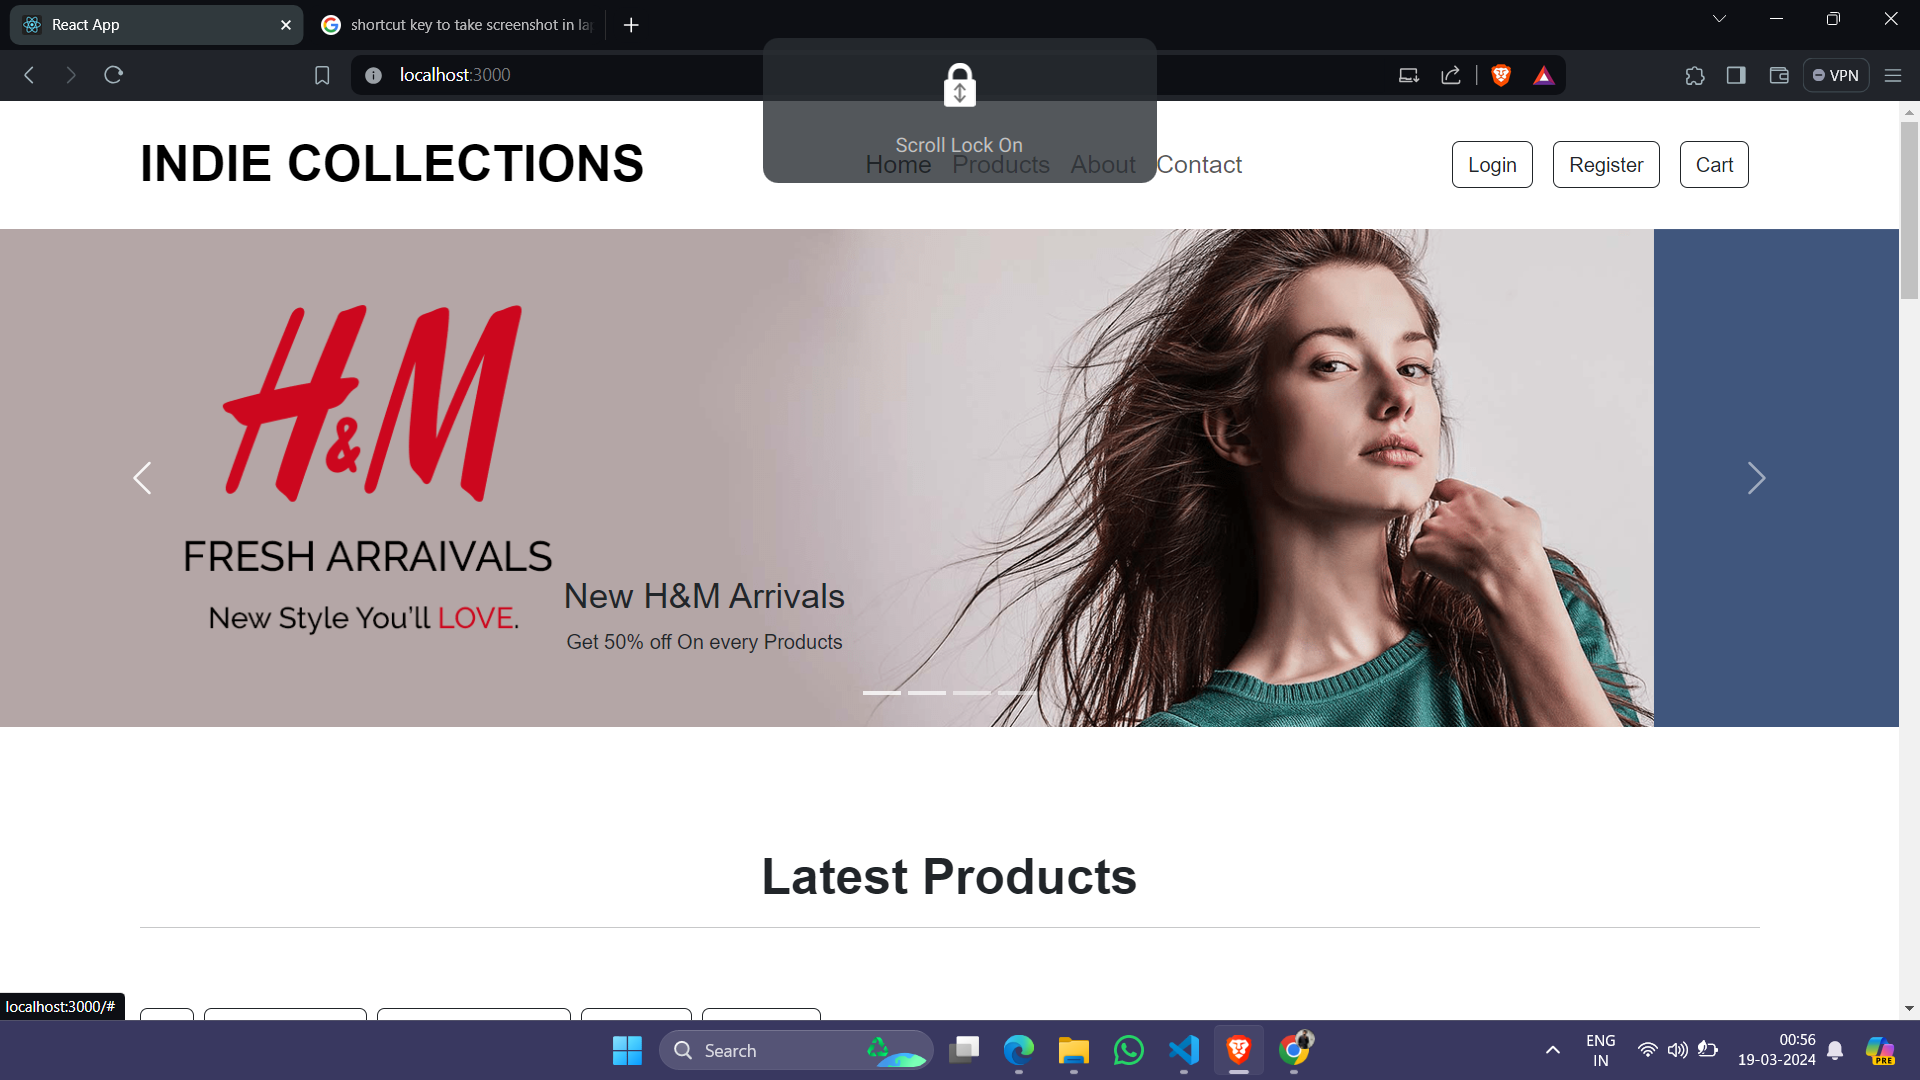 React App
shortcut key to take screenshot in la
localhost:3000
VPN
Scroll Lock On
INDIE COLLECTIONS
Home Products About Contact
Login Register Cart
H&M
FRESH ARRAIVALS
New Style You'll LOVE.
New H&M Arrivals
Get 50% off On every Products
Latest Products
localhost:3000/#
Search
ENG
IN
00:56
19-03-2024
PRE